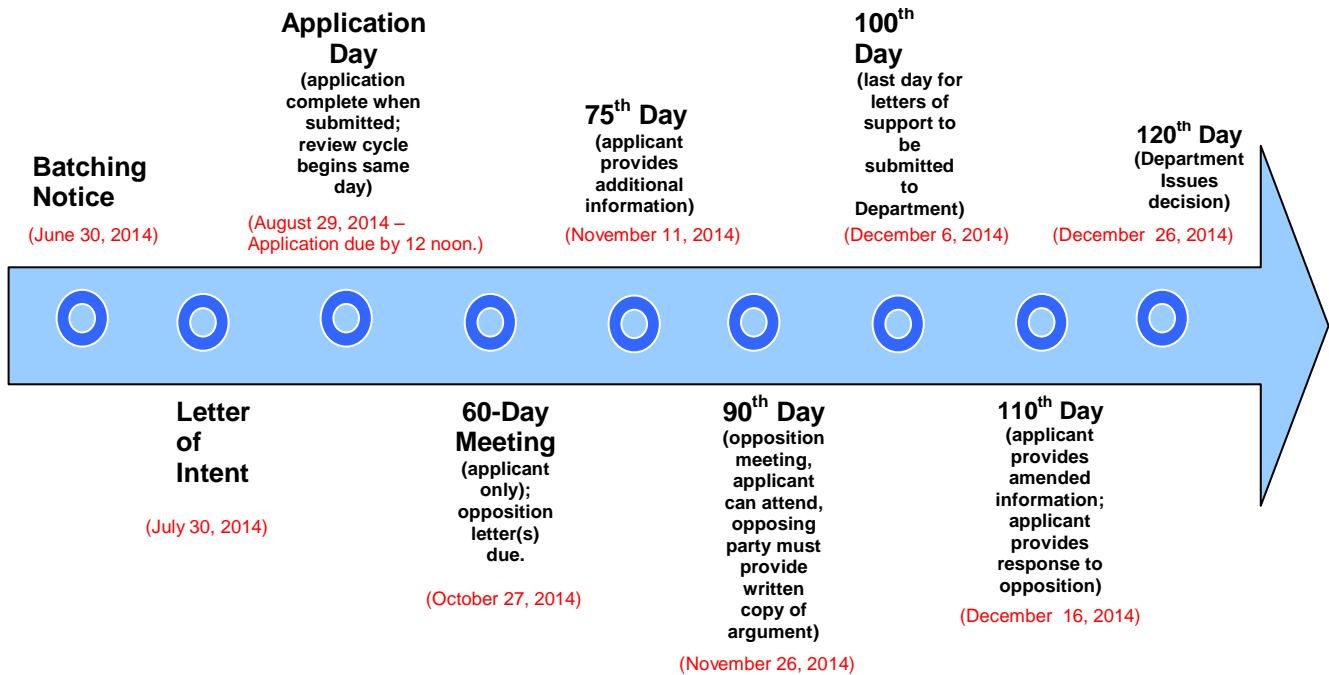 Batching
Notice
(June 30, 2014)
Letter
of
Intent
(July 30, 2014)
Application
Day
(application
complete when
submitted;
review cycle
begins same
day)
(August 29, 2014 –
Application due by 12 noon.)
60-Day
Meeting
(applicant
only);
opposition
letter(s)
due.
(October 27, 2014)
75th Day
(applicant
provides
additional
information)
(November 11, 2014)
90th Day
(opposition
meeting,
applicant
can attend,
opposing
party must
provide
written
copy of
argument)
(November 26, 2014)
100th
Day
(last day for
letters of
support to
be
submitted
to
Department)
(December 6, 2014)
110th Day
(applicant
provides
amended
information;
applicant
provides
response to
opposition)
(December 16, 2014)
120th Day
(Department
Issues
decision)
(December 26, 2014)